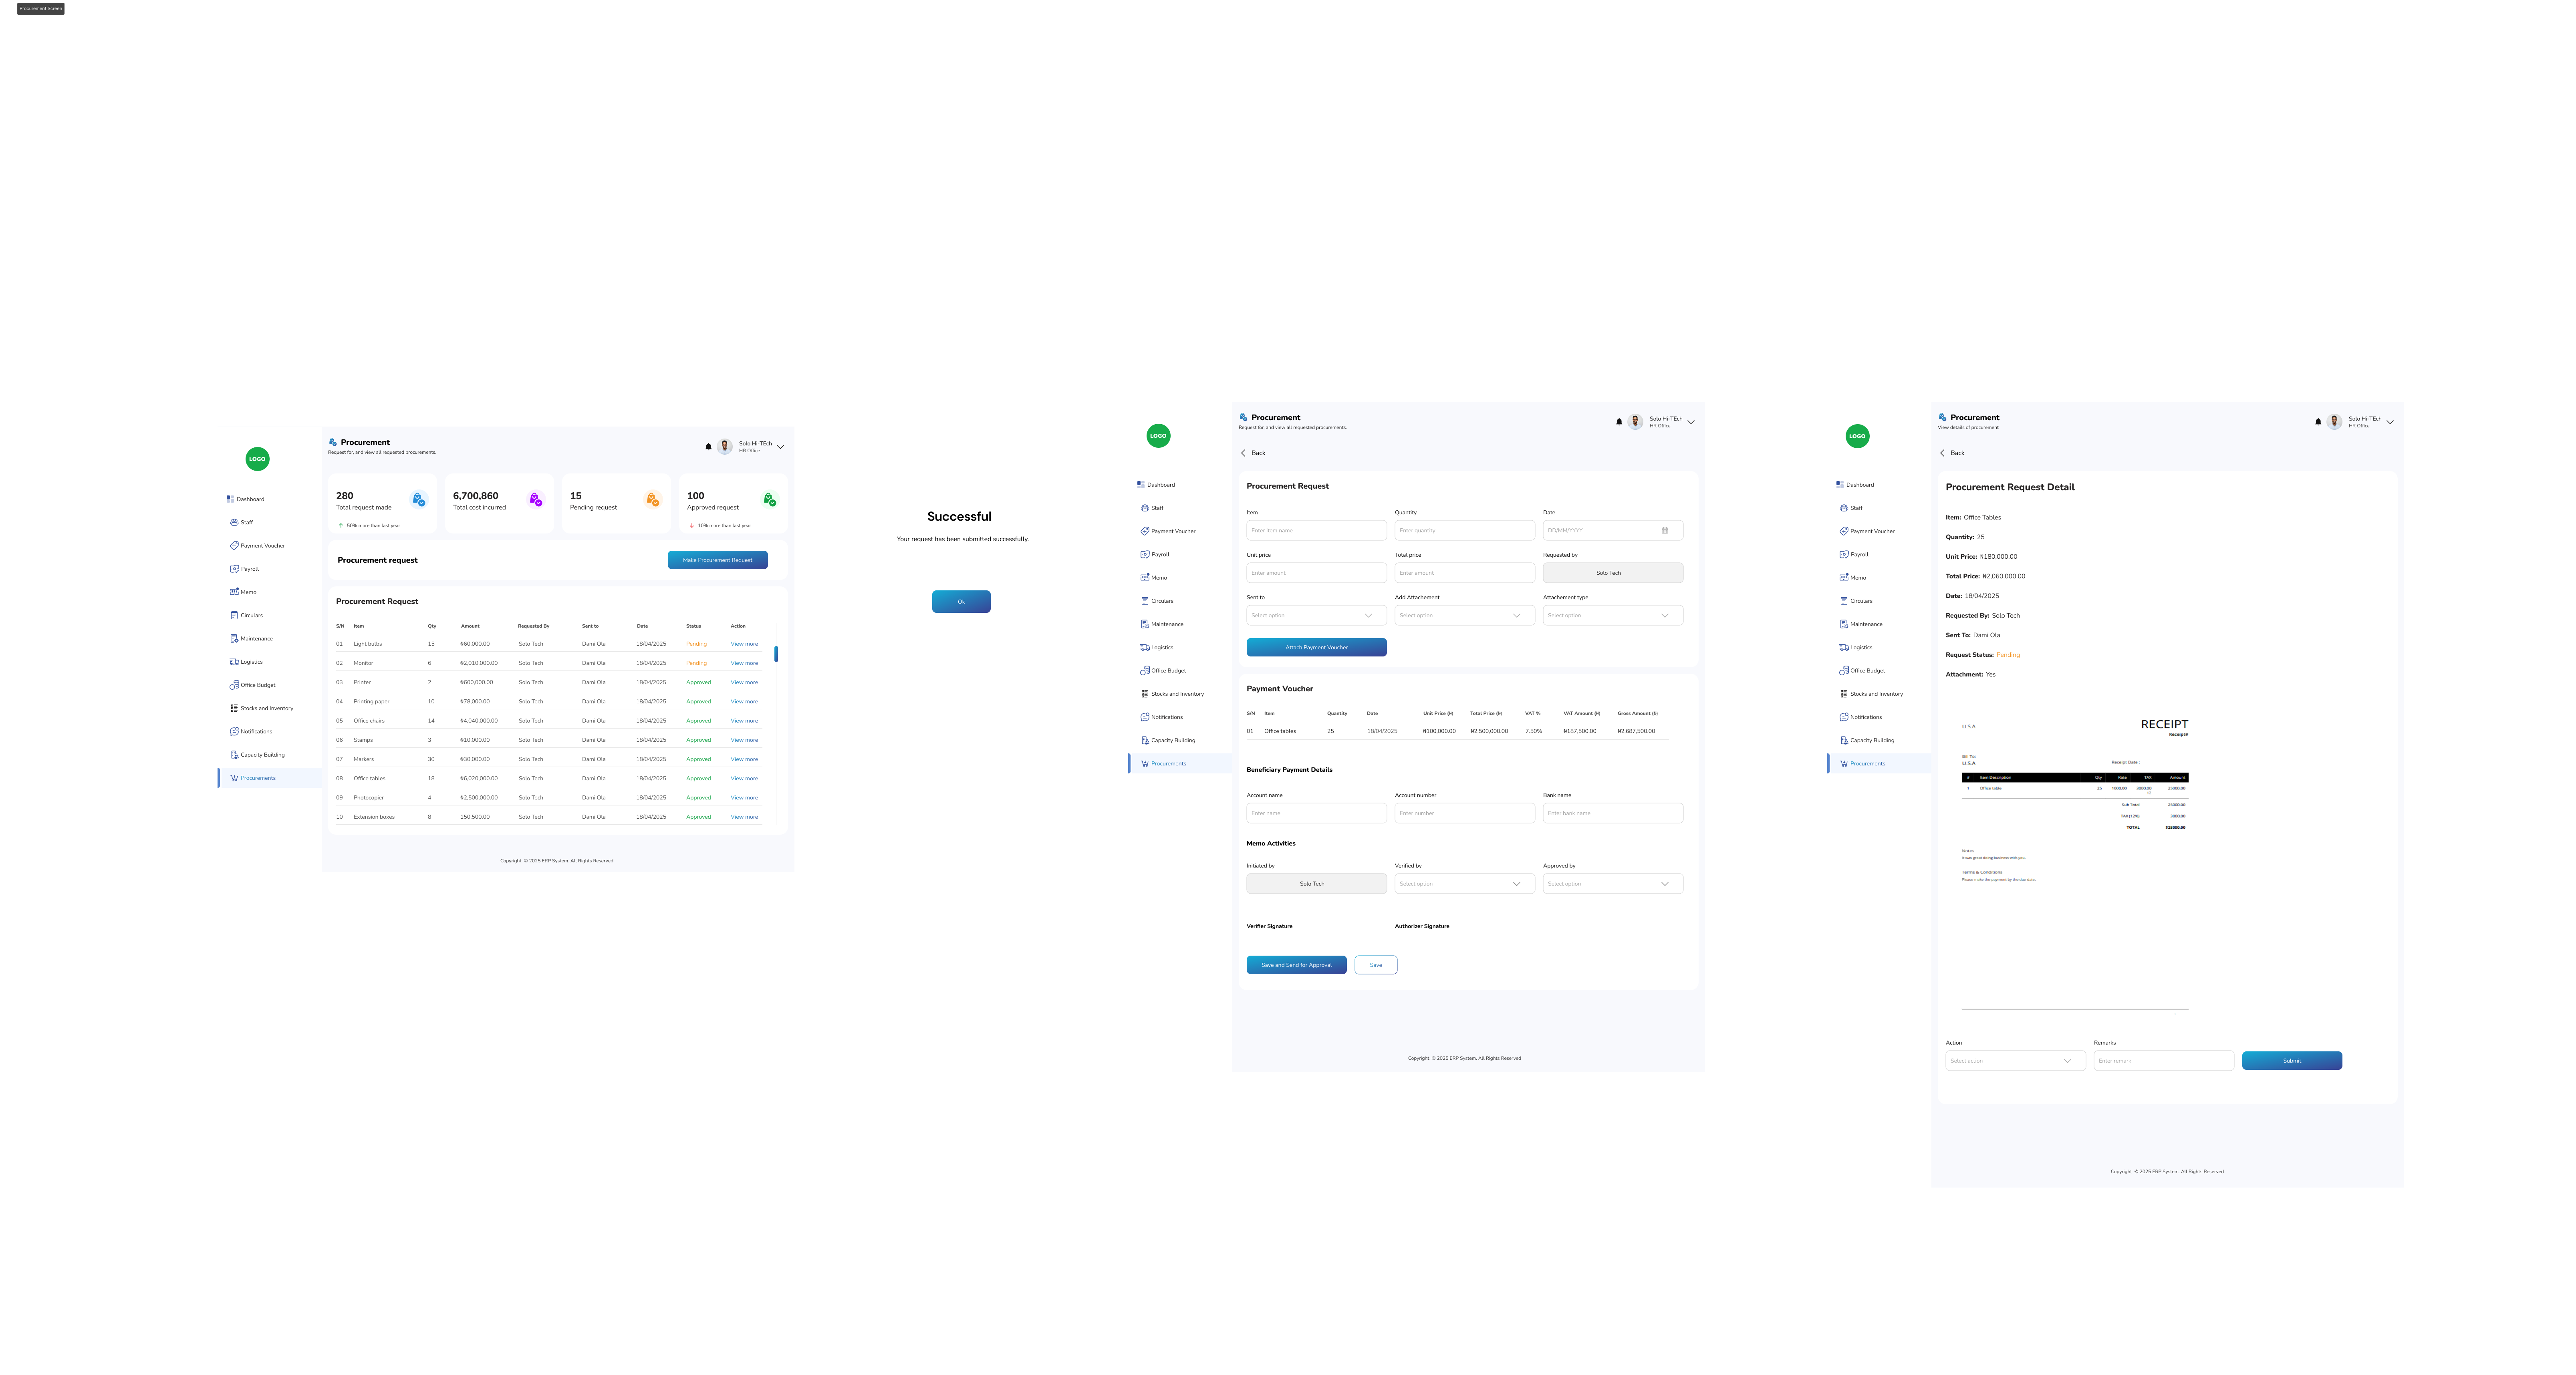 Procurement Screen
LOGO
Dashboard
Staff
Payment Voucher
Payroll
Memo
Circulars
Maintenance
Logistics
Office Budget
Stocks and Inventory
Notifications
Capacity Building
Procurements
Procurement
Request for, and view all requested procurements.
Solo Hi-TEch
HR Office
280
Total request made
50% more than last year
6,700,860
Total cost incurred
15
Pending request
100
Approved request
10% more than last year
Procurement request
Make Procurement Request
Procurement Request
S/N Item Qty Amount Requested By Sent to Date Status Action
01 Light bulbs 15 ₦60,000.00 Solo Tech Dami Ola 18/04/2025 Pending View more
02 Monitor 6 ₦2,010,000.00 Solo Tech Dami Ola 18/04/2025 Pending View more
03 Printer 2 ₦600,000.00 Solo Tech Dami Ola 18/04/2025 Approved View more
04 Printing paper 10 ₦78,000.00 Solo Tech Dami Ola 18/04/2025 Approved View more
05 Office chairs 14 ₦4,040,000.00 Solo Tech Dami Ola 18/04/2025 Approved View more
06 Stamps 3 ₦10,000.00 Solo Tech Dami Ola 18/04/2025 Approved View more
07 Markers 30 ₦30,000.00 Solo Tech Dami Ola 18/04/2025 Approved View more
08 Office tables 18 ₦6,020,000.00 Solo Tech Dami Ola 18/04/2025 Approved View more
09 Photocopier 4 ₦2,500,000.00 Solo Tech Dami Ola 18/04/2025 Approved View more
10 Extension boxes 8 150,500.00 Solo Tech Dami Ola 18/04/2025 Approved View more
Copyright © 2025 ERP System. All Rights Reserved
Successful
Your request has been submitted successfully.
Ok
LOGO
Dashboard
Staff
Payment Voucher
Payroll
Memo
Circulars
Maintenance
Logistics
Office Budget
Stocks and Inventory
Notifications
Capacity Building
Procurements
Procurement
Request for, and view all requested procurements.
Solo Hi-TEch
HR Office
Back
Procurement Request
Item Quantity Date
Enter item name Enter quantity DD/MM/YYYY
Unit price Total price Requested by
Enter amount Enter amount Solo Tech
Sent to Add Attachement Attachement type
Select option Select option Select option
Attach Payment Voucher
Payment Voucher
S/N Item Quantity Date Unit Price (₦) Total Price (₦) VAT % VAT Amount (₦) Gross Amount (₦)
01 Office tables 25 18/04/2025 ₦100,000.00 ₦2,500,000.00 7.50% ₦187,500.00 ₦2,687,500.00
Beneficiary Payment Details
Account name Account number Bank name
Enter name Enter number Enter bank name
Memo Activities
Initiated by Verified by Approved by
Solo Tech Select option Select option
Verifier Signature Authorizer Signature
Save and Send for Approval Save
Copyright © 2025 ERP System. All Rights Reserved
LOGO
Dashboard
Staff
Payment Voucher
Payroll
Memo
Circulars
Maintenance
Logistics
Office Budget
Stocks and Inventory
Notifications
Capacity Building
Procurements
Procurement
View details of procurement
Solo Hi-TEch
HR Office
Back
Procurement Request Detail
Item: Office Tables
Quantity: 25
Unit Price: ₦180,000.00
Total Price: ₦2,060,000.00
Date: 18/04/2025
Requested By: Solo Tech
Sent To: Dami Ola
Request Status: Pending
Attachment: Yes
U.S.A RECEIPT
Receipt#
Bill To:
U.S.A Receipt Date :
# Item Description Qty Rate TAX Amount
1 Office table 25 1000.00 3000.00 25000.00
Sub Total 25000.00
TAX (12%) 3000.00
TOTAL $28000.00
Notes
It was great doing business with you.
Terms & Conditions
Please make the payment by the due date.
Action Remarks
Select action Enter remark Submit
Copyright © 2025 ERP System. All Rights Reserved